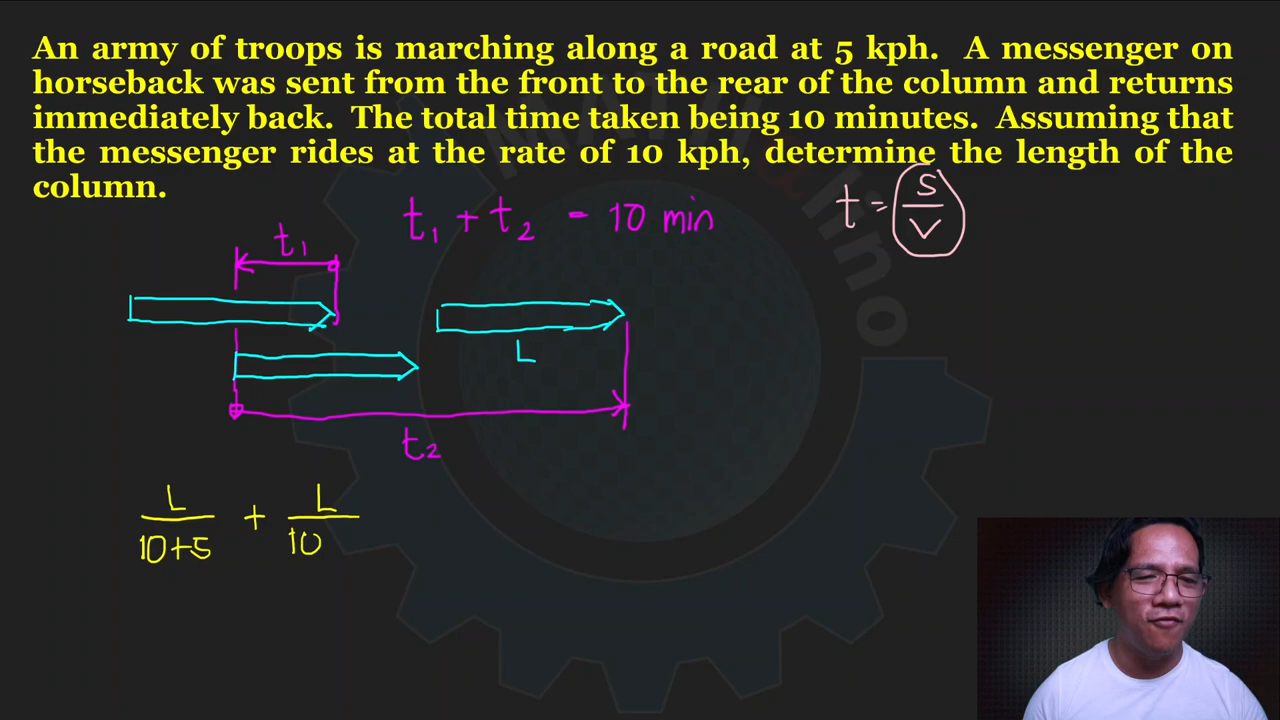 An army of troops is marching along a road at 5 kph. A messenger on
horseback was sent from the front to the rear of the column and returns
immediately back. The total time taken being 10 minutes. Assuming that
the messenger rides at the rate of 10 kph, determine the length of the
column.
t₁ + t₂ = 10 min
t = S/V
t₁
L
t₂
L/10+5 + L/10